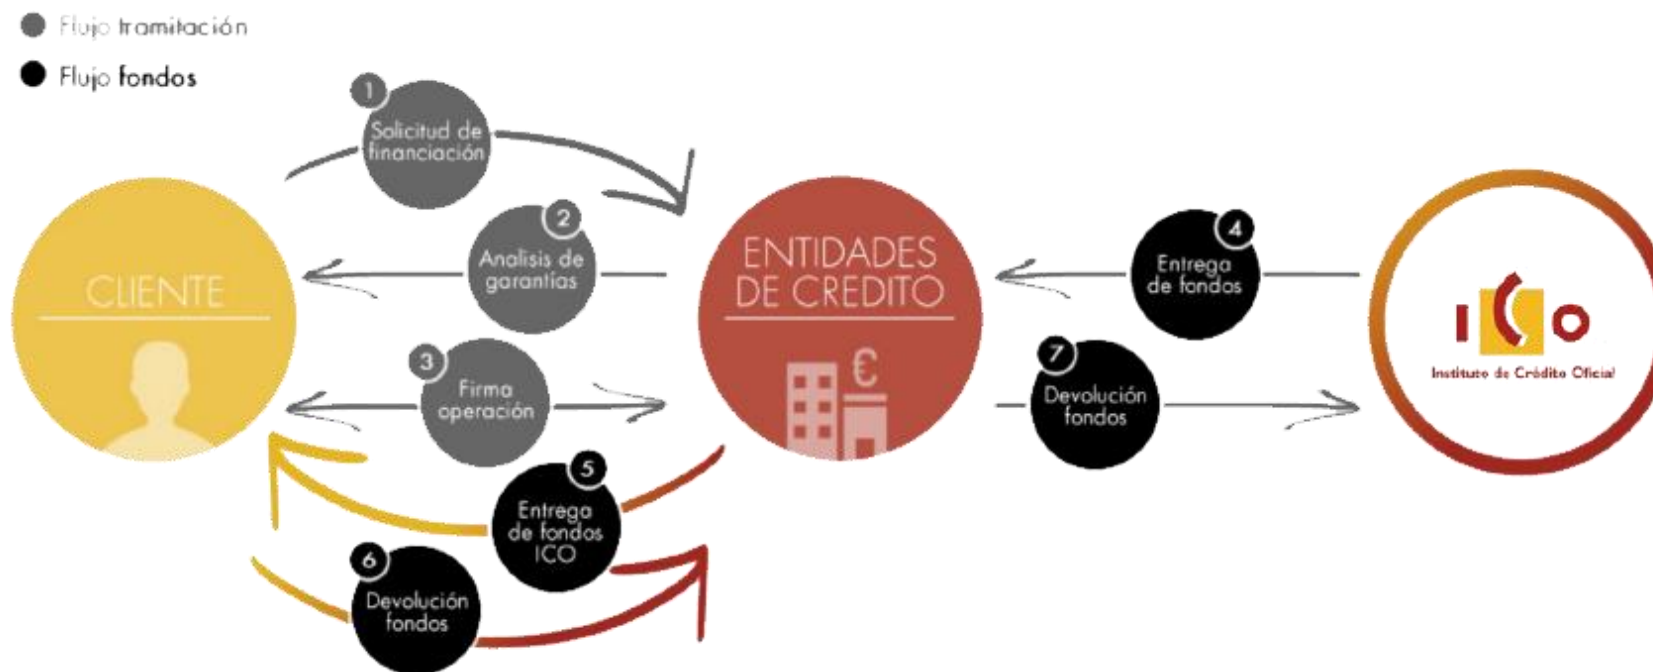 Flujo tramitación
Flujo fondos
1
Solicitud de
financiación
2
Analisis de
garantías
3
Firma
operación
CLIENTE
ENTIDADES
DE CREDITO
€
4
Entrega
de fondos
7
Devolución
fondos
ICO
Instituto de Crédito Oficial
5
Entrega
de fondos
ICO
6
Devolución
fondos